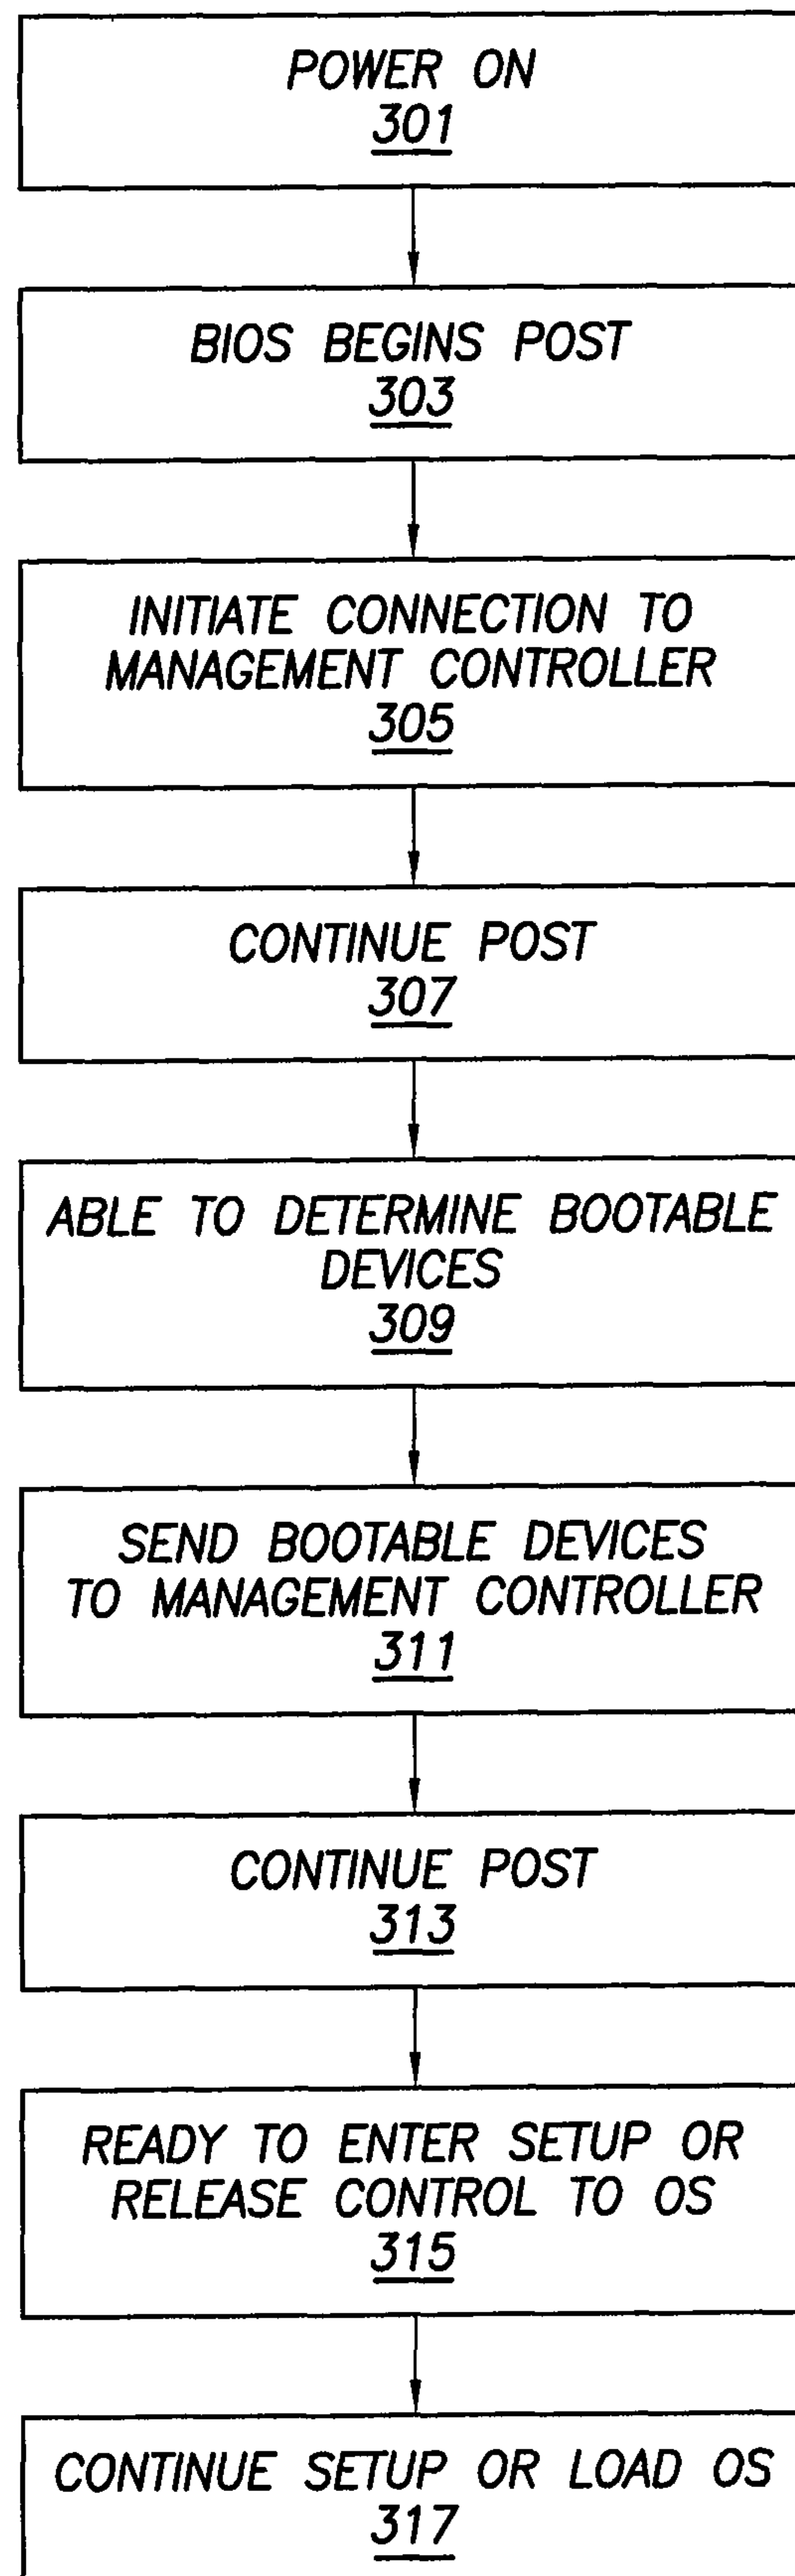 POWER ON
301
BIOS BEGINS POST
303
INITIATE CONNECTION TO
MANAGEMENT CONTROLLER
305
CONTINUE POST
307
ABLE TO DETERMINE BOOTABLE
DEVICES
309
SEND BOOTABLE DEVICES
TO MANAGEMENT CONTROLLER
311
CONTINUE POST
313
READY TO ENTER SETUP OR
RELEASE CONTROL TO OS
315
CONTINUE SETUP OR LOAD OS
317